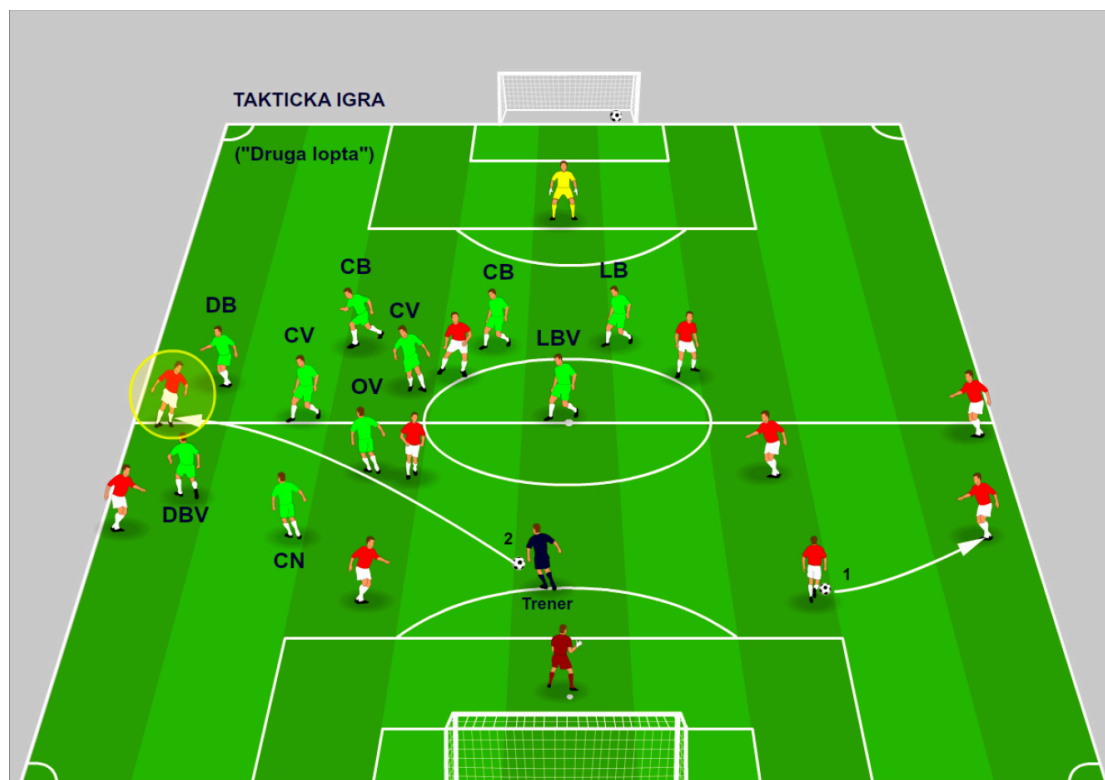 TAKTICKA IGRA
("Druga lopta")
CB
CB
LB
DB
CV
CV
LBV
OV
DBV
CN
2
1
Trener